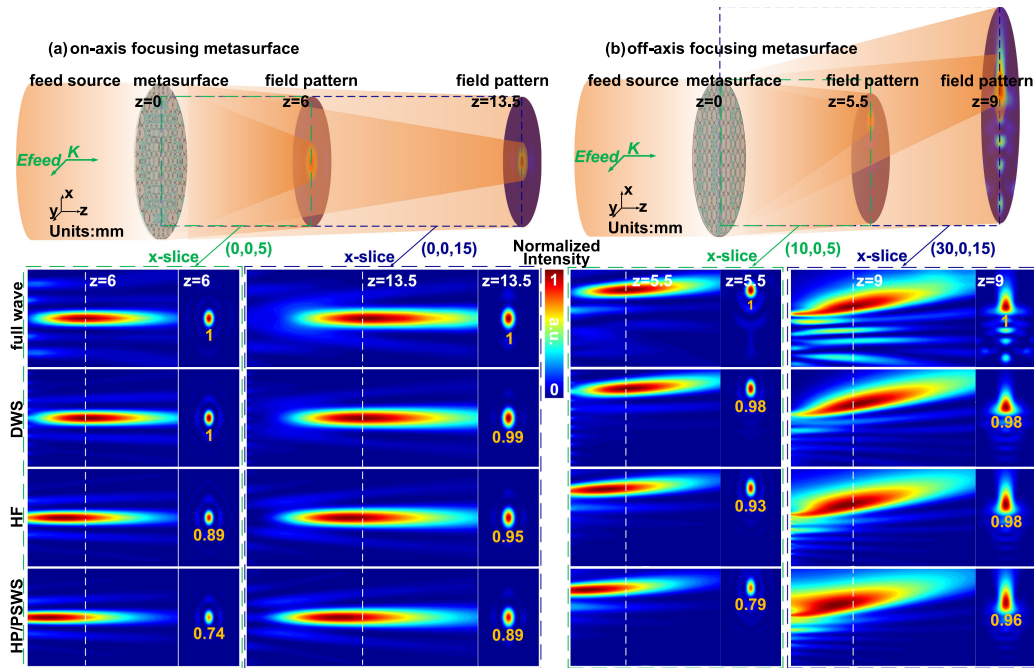 (a) on-axis focusing metasurface
feed source metasurface field pattern field pattern
z=0 z=6 z=13.5
Efeed K
x
y z
Units:mm
x-slice (0,0,5) x-slice (0,0,15)
(b) off-axis focusing metasurface
feed source metasurface field pattern field pattern
z=0 z=5.5 z=9
Efeed K
x
y z
Units:mm
x-slice (10,0,5) x-slice (30,0,15)
Normalized
Intensity
1
a.u.
0
full wave
z=6 z=6 z=13.5 z=13.5 z=5.5 z=5.5 z=9 z=9
1 1 1 1
DWS
1 0.99 0.98 0.98
HF
0.89 0.95 0.93 0.98
HP/PSWS
0.74 0.89 0.79 0.96